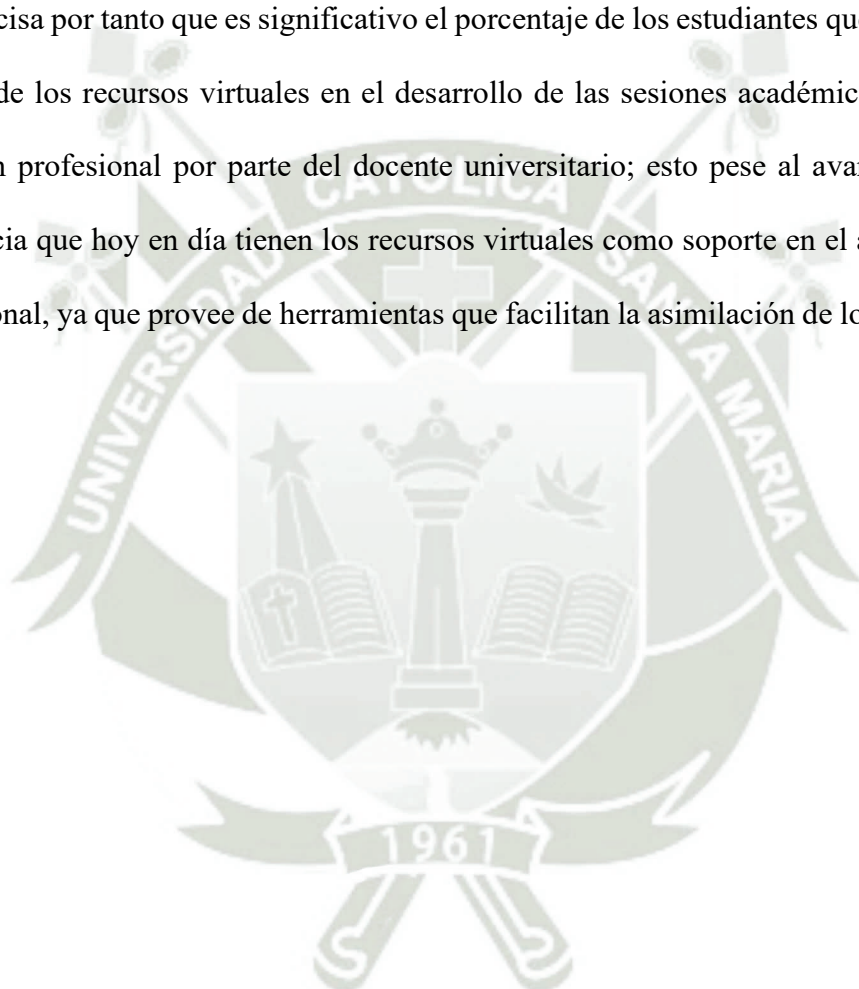 cisa por tanto que es significativo el porcentaje de los estudiantes que
de los recursos virtuales en el desarrollo de las sesiones académic
n profesional por parte del docente universitario; esto pese al avan
cia que hoy en día tienen los recursos virtuales como soporte en el a
onal, ya que provee de herramientas que facilitan la asimilación de lo
UNIVERSIDAD CATOLICA SANTA MARIA
1961